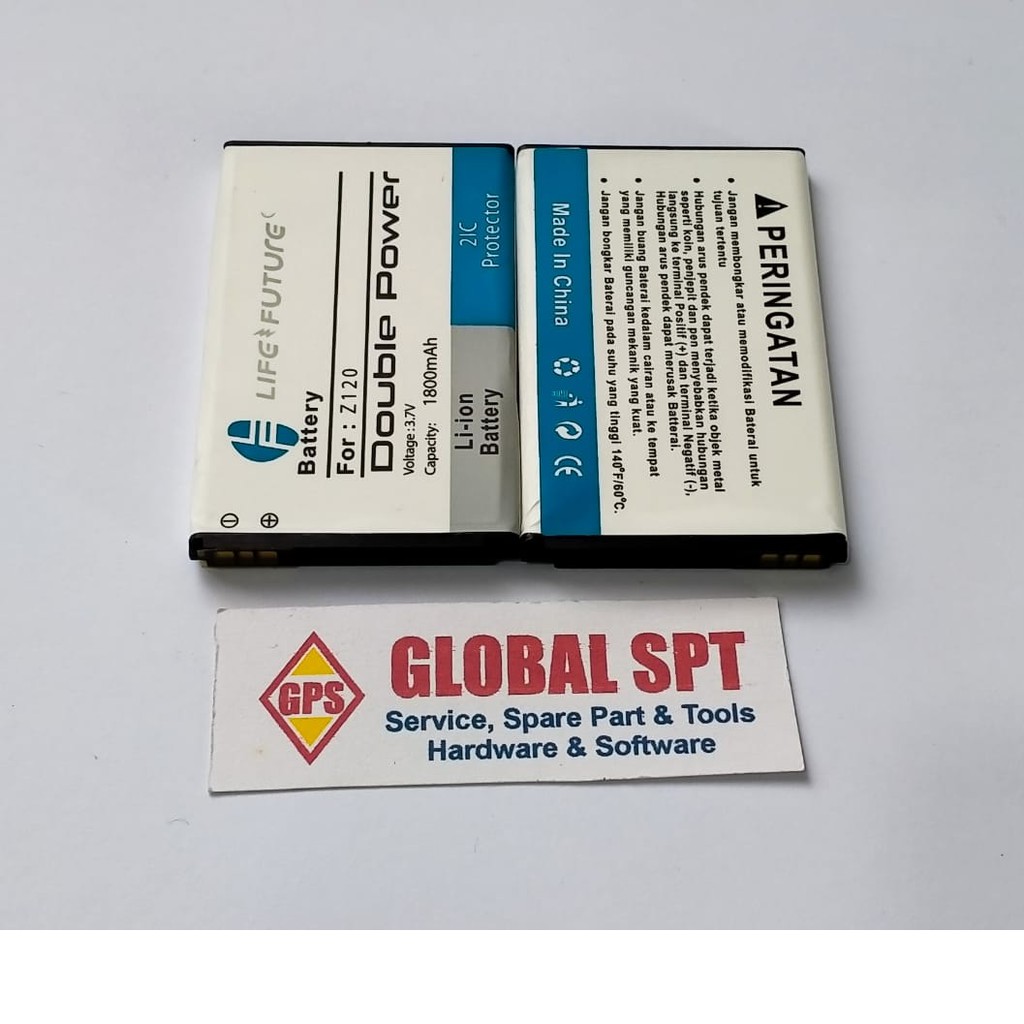 LIFE FUTURE
Battery
For : Z120
Double Power
Voltage : 3.7V
Capacity: 1800mAh
2IC
Protector
Li-ion
Battery
PERINGATAN
• Jangan membongkar atau memodifikasi Baterai untuk
tujuan tertentu
• Hubungan arus pendek dapat terjadi ketika objek metal
seperti koin, penjepit dan pen menyebabkan hubungan
langsung ke terminal Positif (+) dan terminal Negatif (-),
Hubungan arus pendek dapat merusak Batterai.
• Jangan buang Baterai kedalam cairan atau ke tempat
yang memiliki guncangan mekanik yang kuat.
• Jangan bongkar Baterai pada suhu yang tinggi 140°F/60°C.
Made In China
CE
GPS
GLOBAL SPT
Service, Spare Part & Tools
Hardware & Software